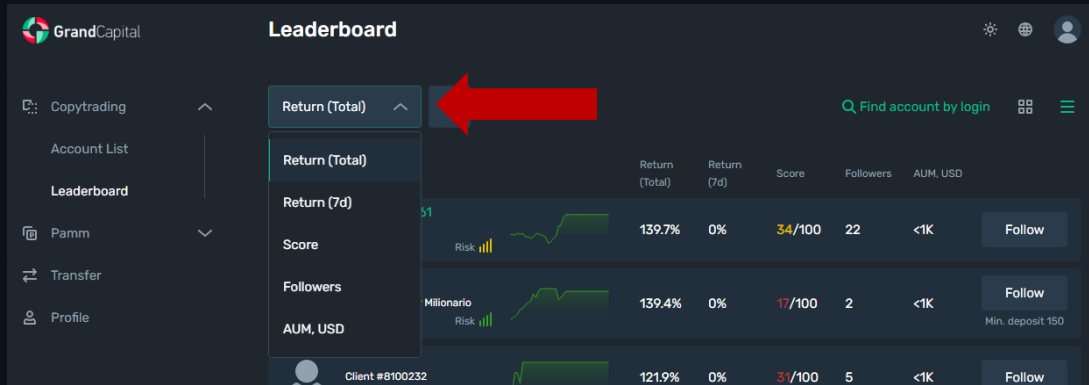 GrandCapital
Leaderboard
Copytrading
Account List
Leaderboard
Pamm
Transfer
Profile
Return (Total)
Find account by login
Return (Total)
Return (7d)
Score
Followers
AUM, USD
Return (Total)
Return (7d)
Score
Followers
AUM, USD
61
Risk
139.7%
0%
34/100
22
<1K
Follow
Milionario
Risk
139.4%
0%
17/100
2
<1K
Follow
Min. deposit 150
Client #8100232
121.9%
0%
31/100
5
<1K
Follow